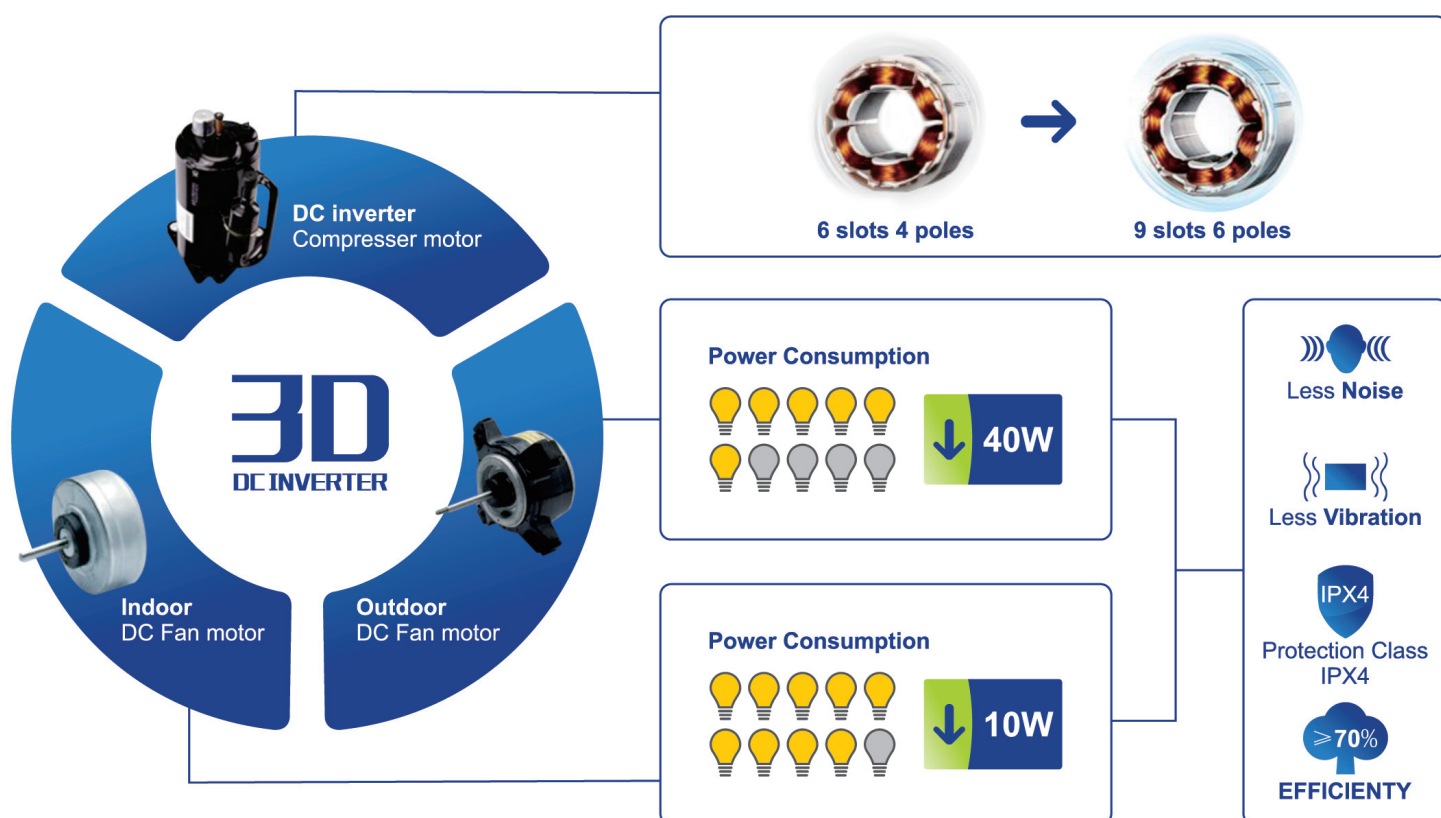 DC inverter
Compresser motor
6 slots 4 poles
9 slots 6 poles
3D
DC INVERTER
Indoor
DC Fan motor
Outdoor
DC Fan motor
Power Consumption
40W
Power Consumption
10W
Less Noise
Less Vibration
IPX4
Protection Class
IPX4
≥70%
EFFICIENTY